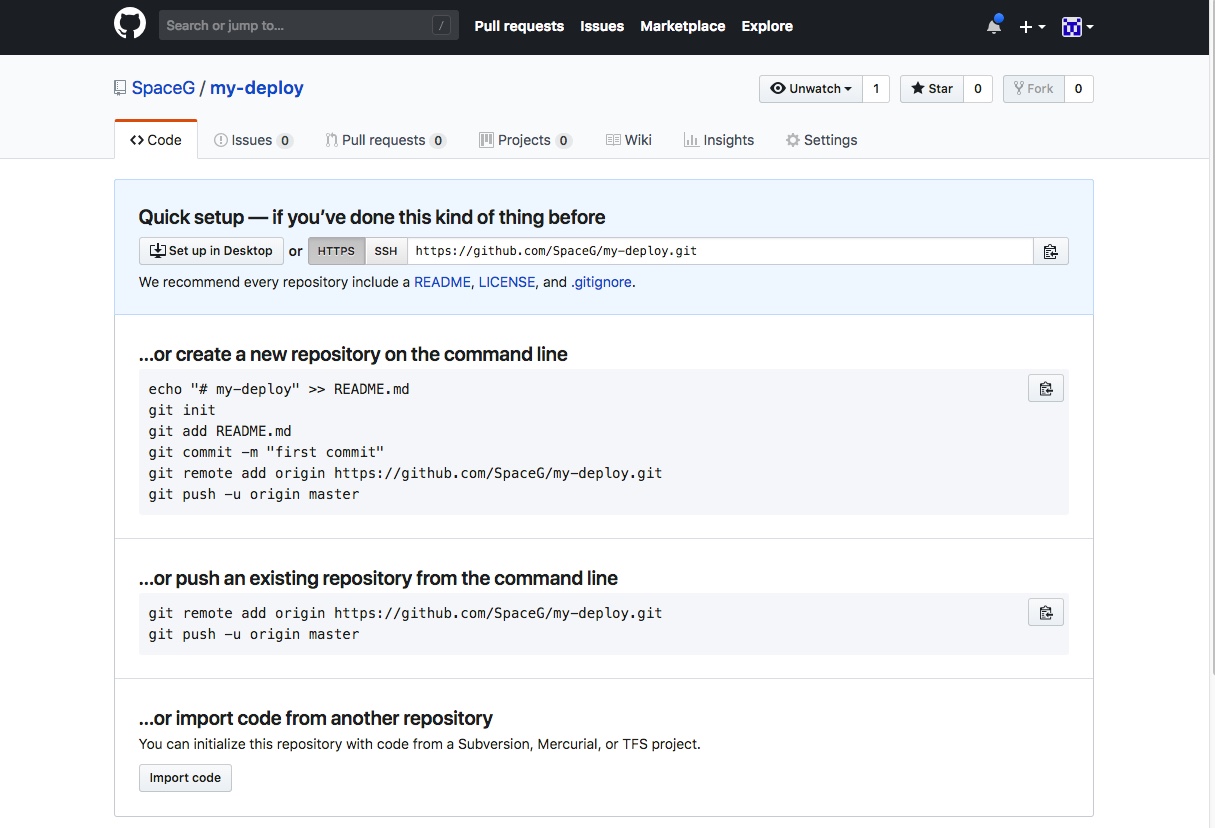 Search or jump to... / Pull requests Issues Marketplace Explore
SpaceG / my-deploy Unwatch 1 Star 0 Fork 0
Code Issues 0 Pull requests 0 Projects 0 Wiki Insights Settings
Quick setup — if you’ve done this kind of thing before
Set up in Desktop or HTTPS SSH https://github.com/SpaceG/my-deploy.git
We recommend every repository include a README, LICENSE, and .gitignore.
…or create a new repository on the command line
echo "# my-deploy" >> README.md
git init
git add README.md
git commit -m "first commit"
git remote add origin https://github.com/SpaceG/my-deploy.git
git push -u origin master
…or push an existing repository from the command line
git remote add origin https://github.com/SpaceG/my-deploy.git
git push -u origin master
…or import code from another repository
You can initialize this repository with code from a Subversion, Mercurial, or TFS project.
Import code